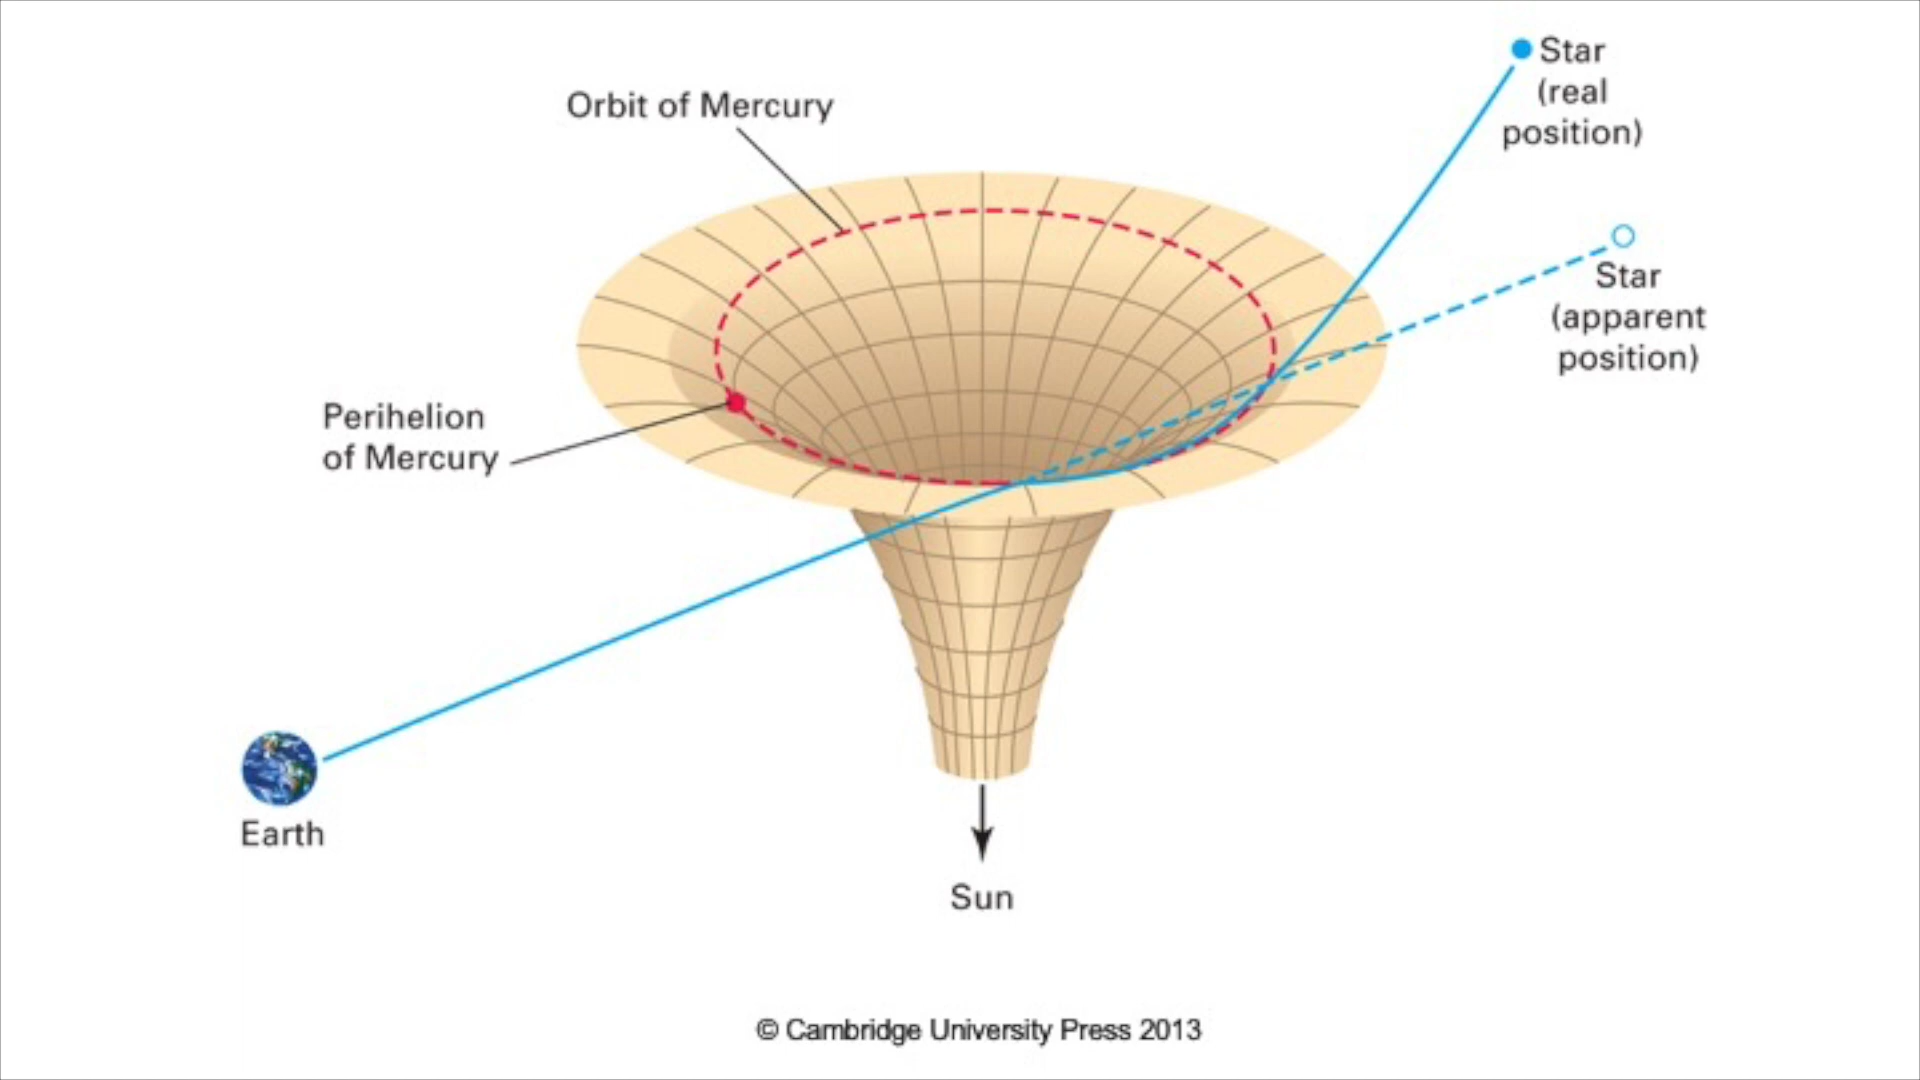 Star
(real
position)
Orbit of Mercury
Star
(apparent
position)
Perihelion
of Mercury
Earth
Sun
© Cambridge University Press 2013